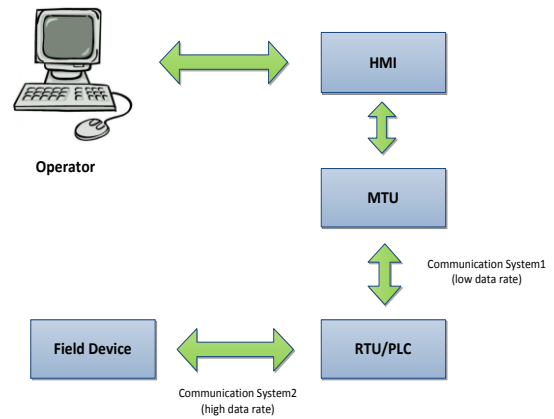 HMI
Operator
MTU
Communication System1
(low data rate)
Field Device
RTU/PLC
Communication System2
(high data rate)